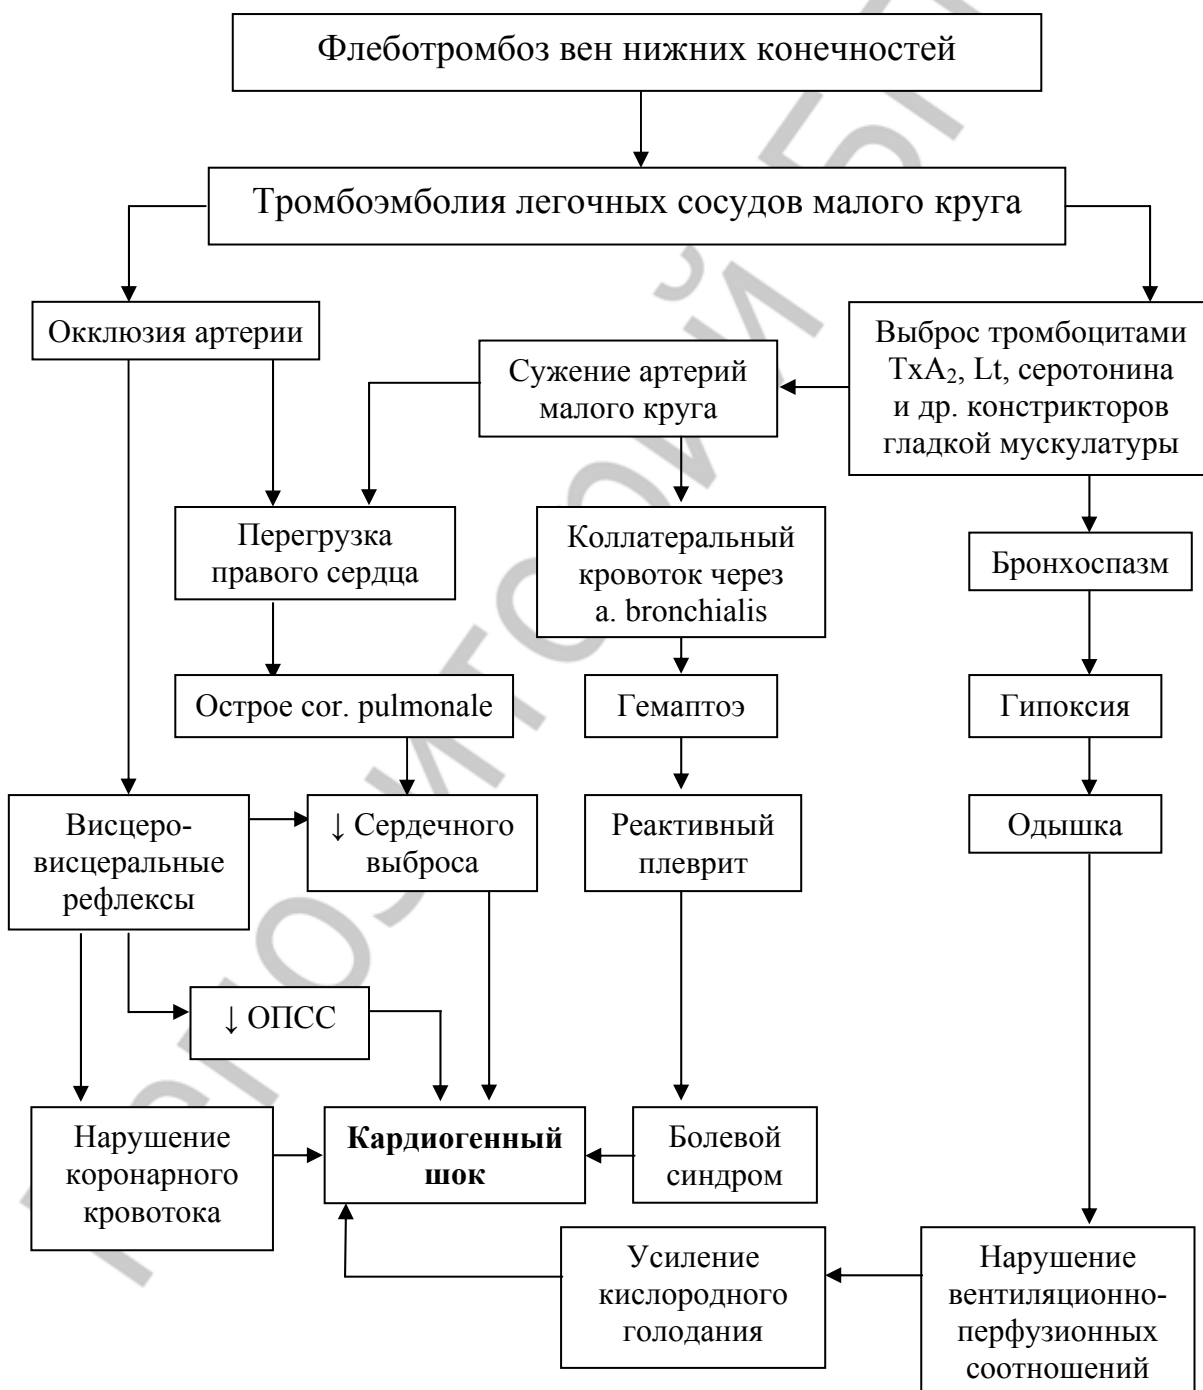 Флеботромбоз вен нижних конечностей
Тромбоэмболия легочных сосудов малого круга
Окклюзия артерии
Сужение артерий
малого круга
Выброс тромбоцитами
TxA₂, Lt, серотонина
и др. констрикторов
гладкой мускулатуры
Перегрузка
правого сердца
Коллатеральный
кровоток через
a. bronchialis
Бронхоспазм
Острое cor. pulmonale
Гемаптоэ
Гипоксия
Висцеро-
висцеральные
рефлексы
↓ Сердечного
выброса
Реактивный
плеврит
Одышка
↓ ОПСС
Нарушение
коронарного
кровотока
Кардиогенный
шок
Болевой
синдром
Усиление
кислородного
голодания
Нарушение
вентиляционно-
перфузионных
соотношений